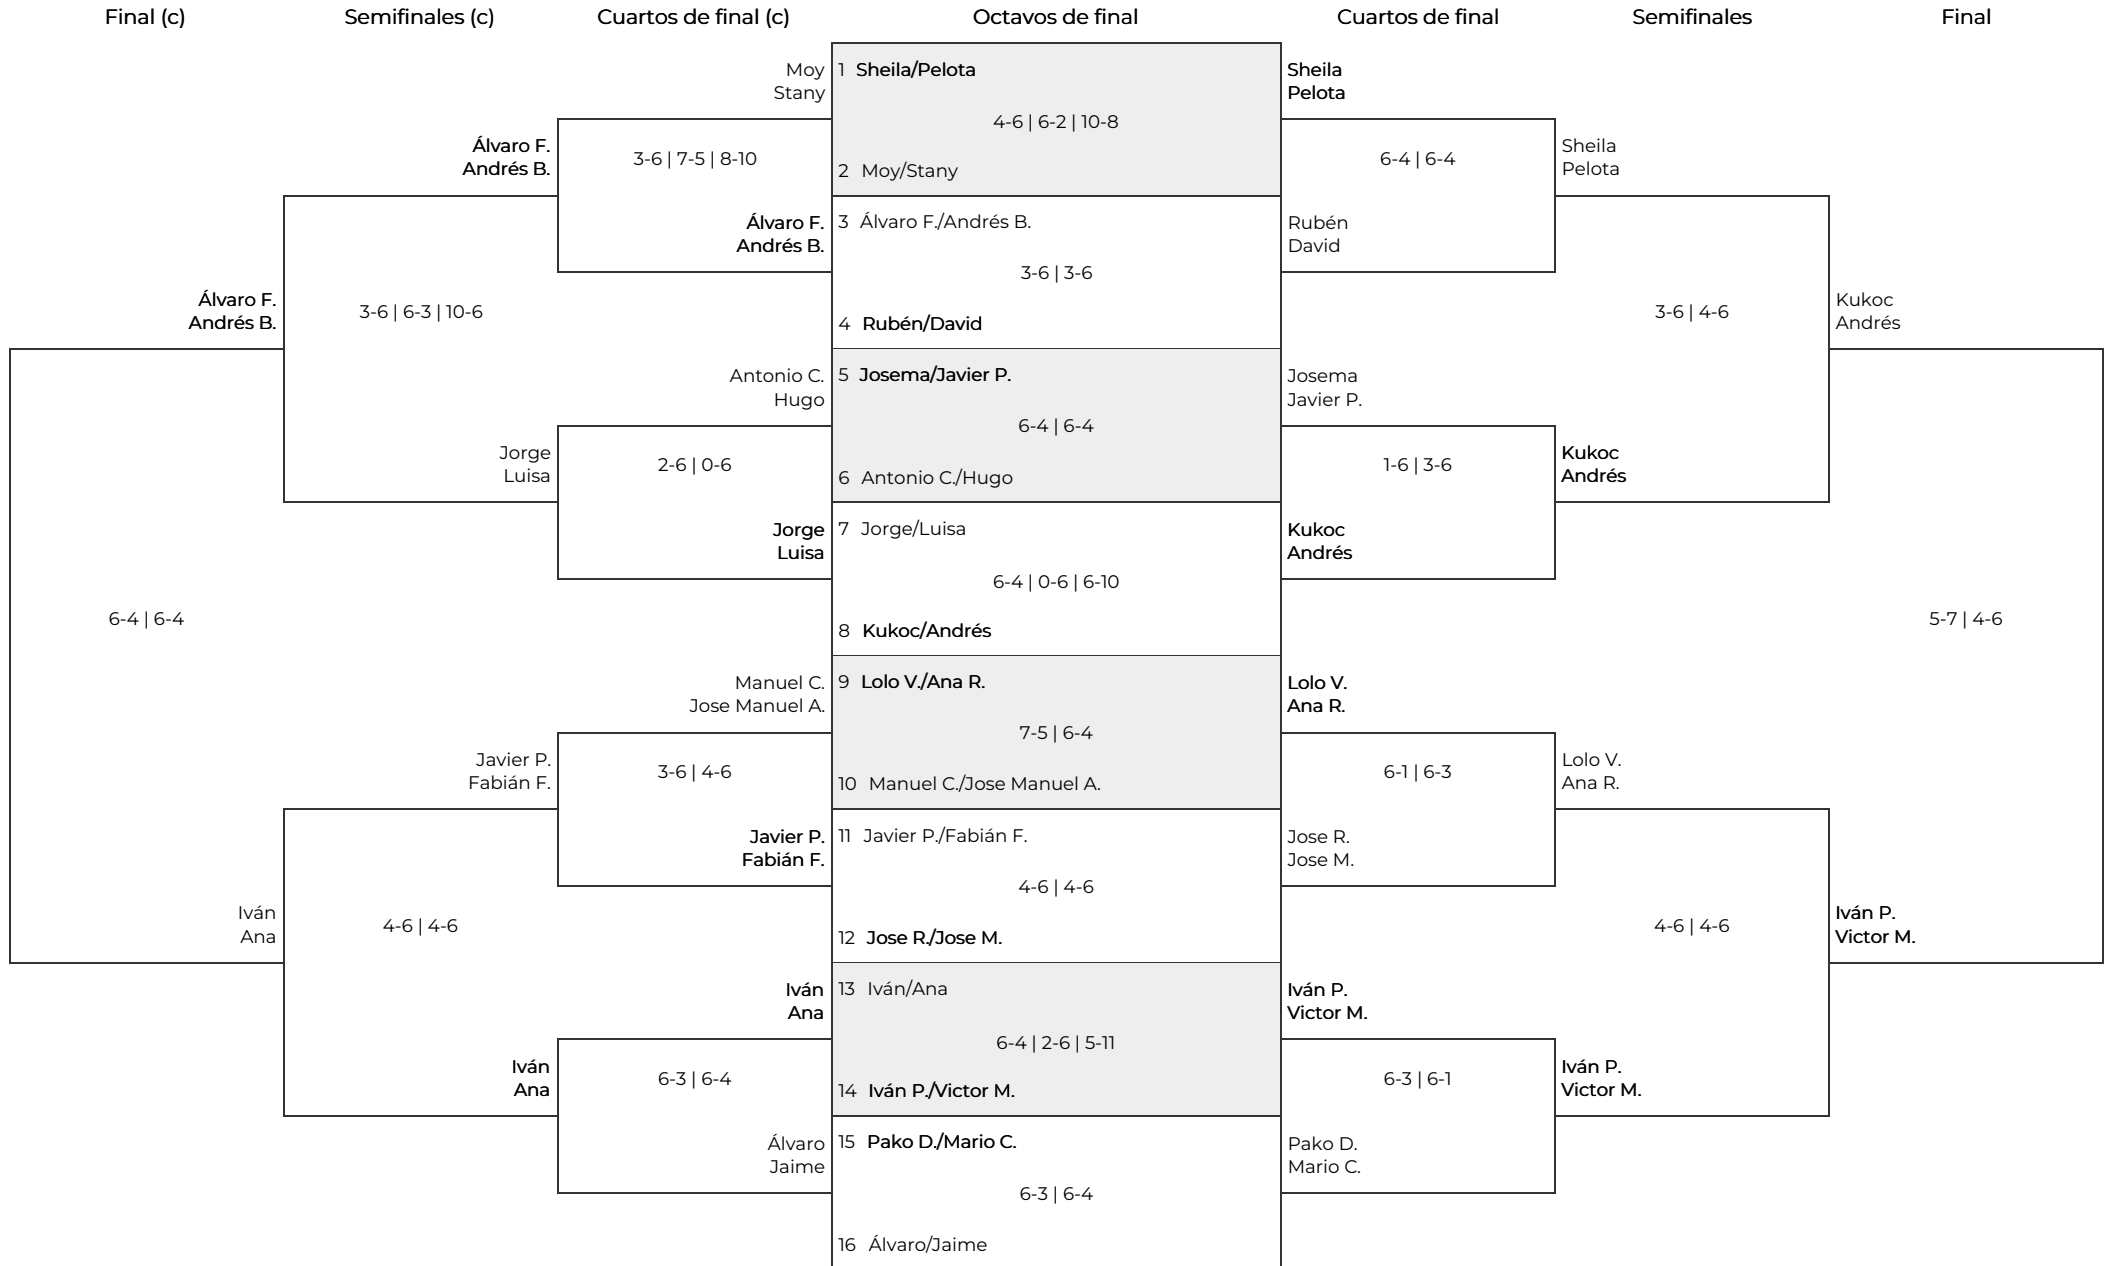 Final (c)
Semifinales (c)
Cuartos de final (c)
Octavos de final
Cuartos de final
Semifinales
Final
Álvaro F.
Andrés B.
6-4 | 6-4
Iván
Ana
Álvaro F.
Andrés B.
3-6 | 6-3 | 10-6
Jorge
Luisa
Javier P.
Fabián F.
4-6 | 4-6
Iván
Ana
Moy
Stany
3-6 | 7-5 | 8-10
Álvaro F.
Andrés B.
Antonio C.
Hugo
2-6 | 0-6
Jorge
Luisa
Manuel C.
Jose Manuel A.
3-6 | 4-6
Javier P.
Fabián F.
Iván
Ana
6-3 | 6-4
Álvaro
Jaime
1 Sheila/Pelota
4-6 | 6-2 | 10-8
2 Moy/Stany
3 Álvaro F./Andrés B.
3-6 | 3-6
4 Rubén/David
5 Josema/Javier P.
6-4 | 6-4
6 Antonio C./Hugo
7 Jorge/Luisa
6-4 | 0-6 | 6-10
8 Kukoc/Andrés
9 Lolo V./Ana R.
7-5 | 6-4
10 Manuel C./Jose Manuel A.
11 Javier P./Fabián F.
4-6 | 4-6
12 Jose R./Jose M.
13 Iván/Ana
6-4 | 2-6 | 5-11
14 Iván P./Victor M.
15 Pako D./Mario C.
6-3 | 6-4
16 Álvaro/Jaime
Sheila
Pelota
6-4 | 6-4
Rubén
David
Josema
Javier P.
1-6 | 3-6
Kukoc
Andrés
Lolo V.
Ana R.
6-1 | 6-3
Jose R.
Jose M.
Iván P.
Victor M.
6-3 | 6-1
Pako D.
Mario C.
Sheila
Pelota
3-6 | 4-6
Kukoc
Andrés
Lolo V.
Ana R.
4-6 | 4-6
Iván P.
Victor M.
Kukoc
Andrés
5-7 | 4-6
Iván P.
Victor M.